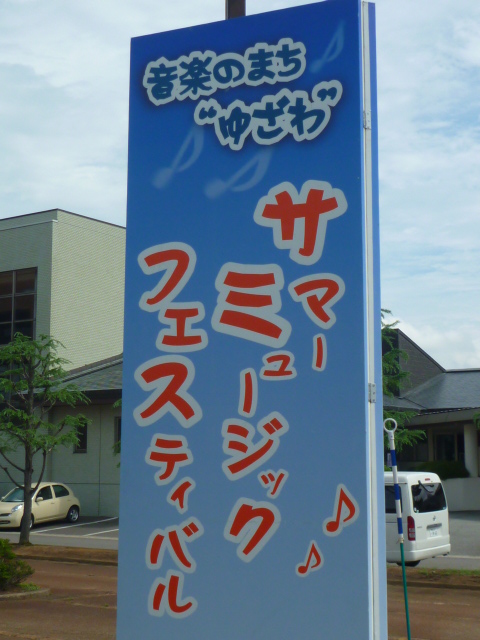 音楽のまち
“ゆざわ”
サマー
ミュージック
フェスティバル